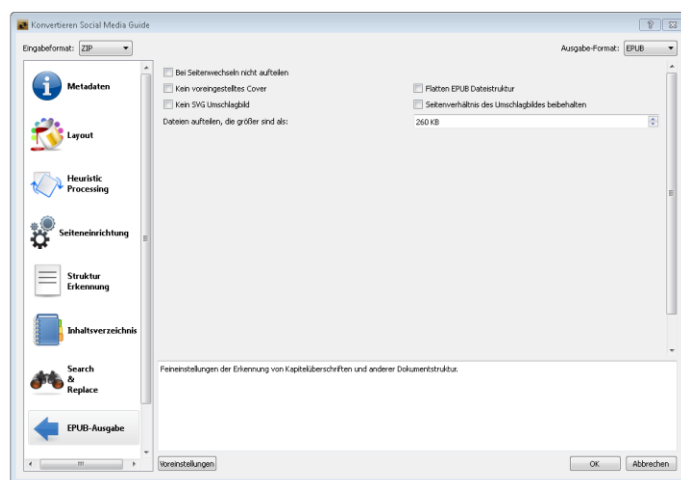 Konvertieren Social Media Guide
Eingabeformat: ZIP
Ausgabe-Format: EPUB
Metadaten
Layout
Heuristic
Processing
Seiteneinrichtung
Struktur
Erkennung
Inhaltsverzeichnis
Search
&
Replace
EPUB-Ausgabe
Bei Seitenwechseln nicht aufteilen
Kein voreingestelltes Cover
Flatten EPUB Dateistruktur
Kein SVG Umschlagbild
Seitenverhältnis des Umschlagbildes beibehalten
Dateien aufteilen, die größer sind als:
260 KB
Feineinstellungen der Erkennung von Kapitelüberschriften und anderer Dokumentstruktur.
Voreinstellungen
OK
Abbrechen